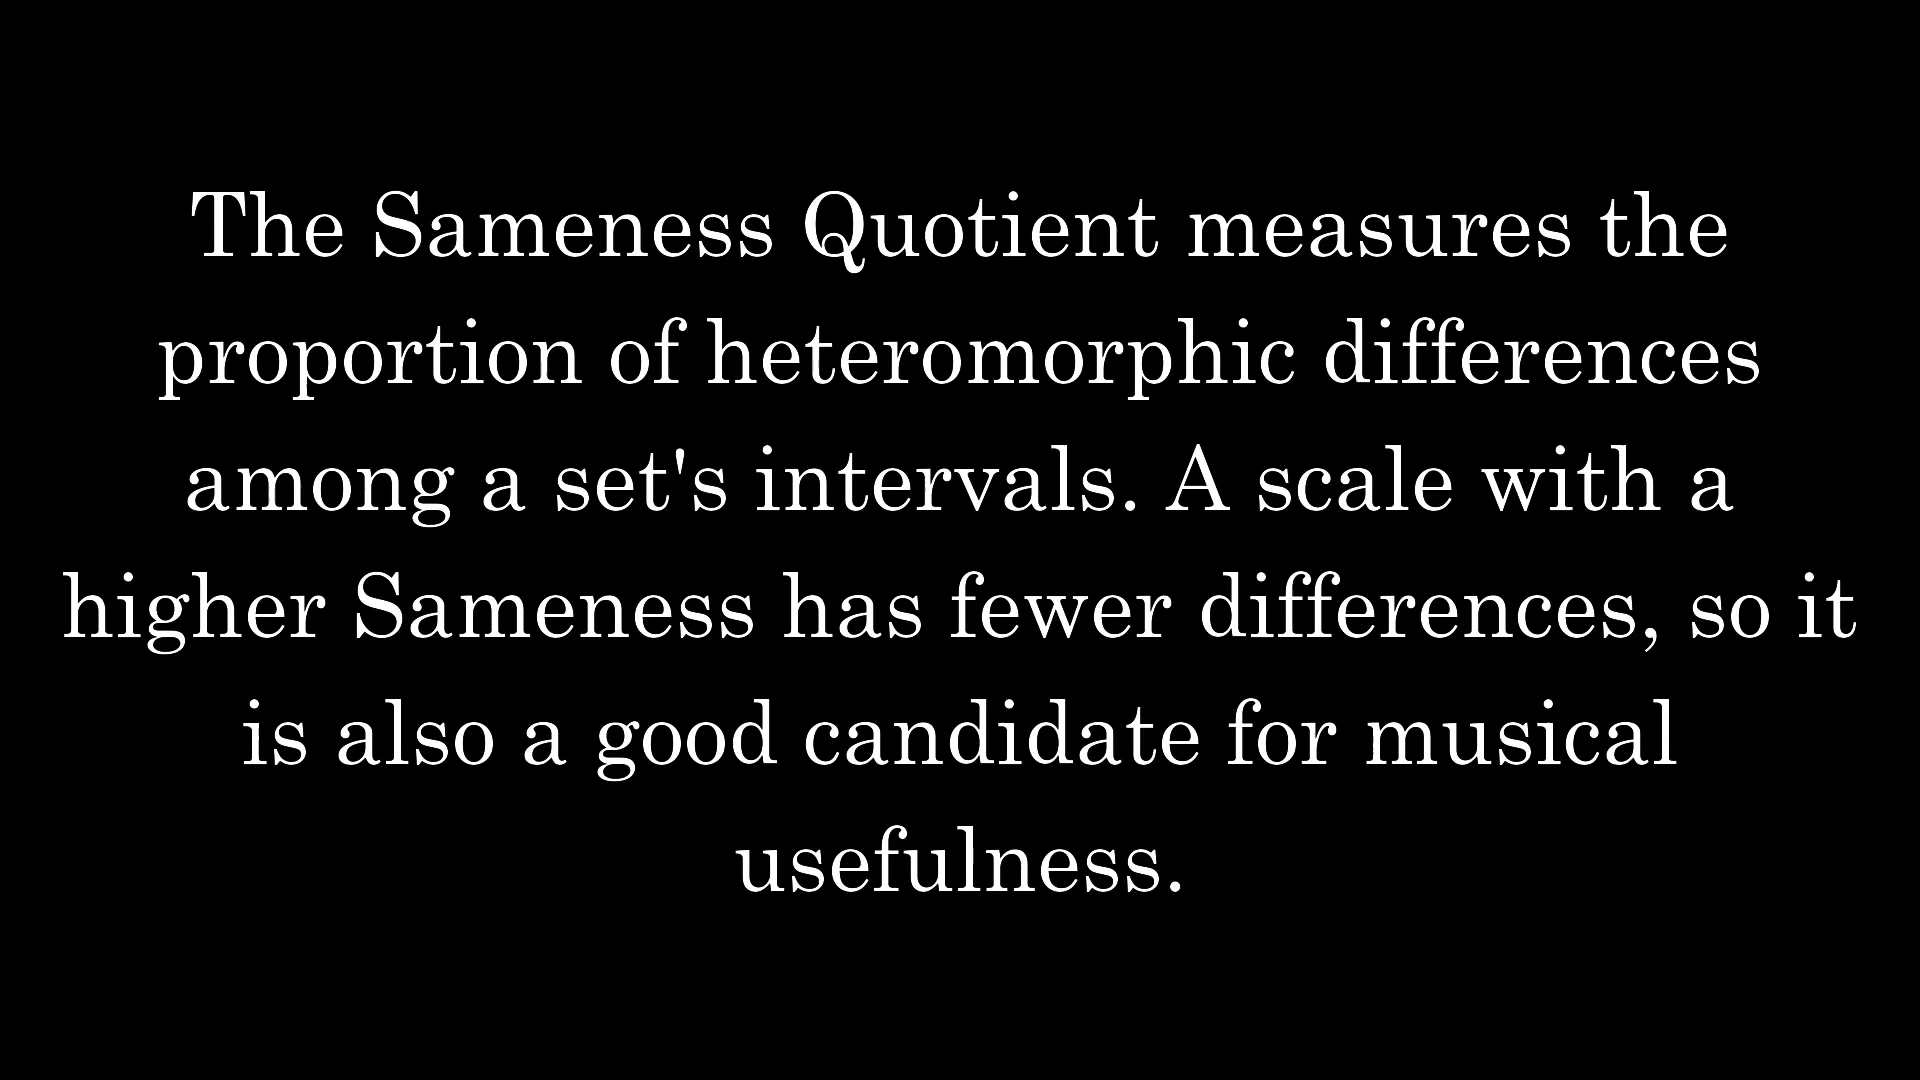 The Sameness Quotient measures the
proportion of heteromorphic differences
among a set's intervals. A scale with a
higher Sameness has fewer differences, so it
is also a good candidate for musical
usefulness.